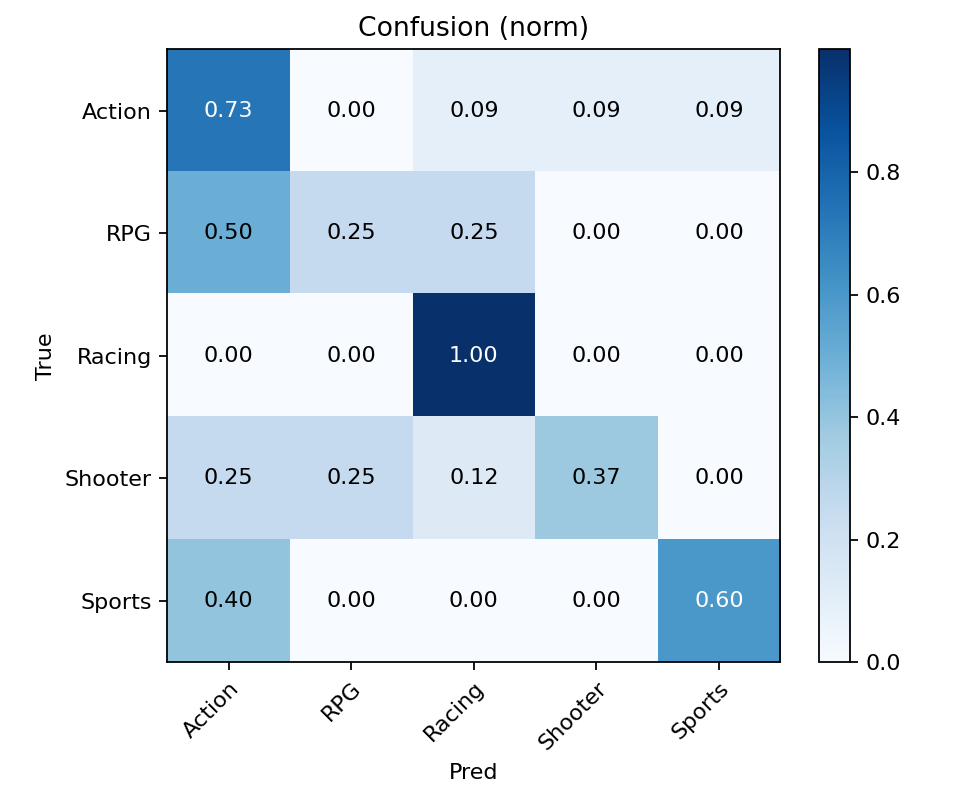 Confusion (norm)
Action 0.73 0.00 0.09 0.09 0.09
RPG 0.50 0.25 0.25 0.00 0.00
Racing 0.00 0.00 1.00 0.00 0.00
Shooter 0.25 0.25 0.12 0.37 0.00
Sports 0.40 0.00 0.00 0.00 0.60
True
Action RPG Racing Shooter Sports
Pred
0.8
0.6
0.4
0.2
0.0